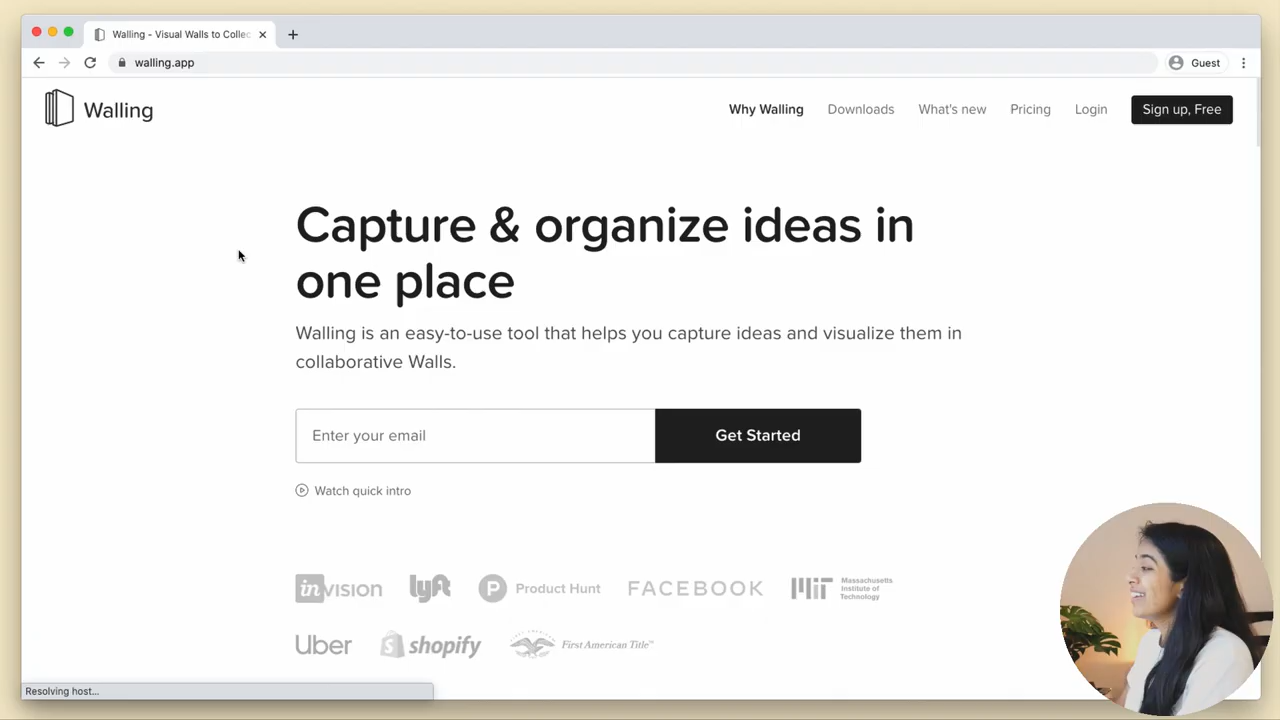 Walling - Visual Walls to Collec
walling.app
Guest
Walling
Why Walling
Downloads
What's new
Pricing
Login
Sign up, Free
Capture & organize ideas in
one place
Walling is an easy-to-use tool that helps you capture ideas and visualize them in
collaborative Walls.
Enter your email
Get Started
Watch quick intro
invision
lyft
P Product Hunt
FACEBOOK
MIT
Massachusetts
Institute of
Technology
Uber
shopify
First American Title™
Resolving host...